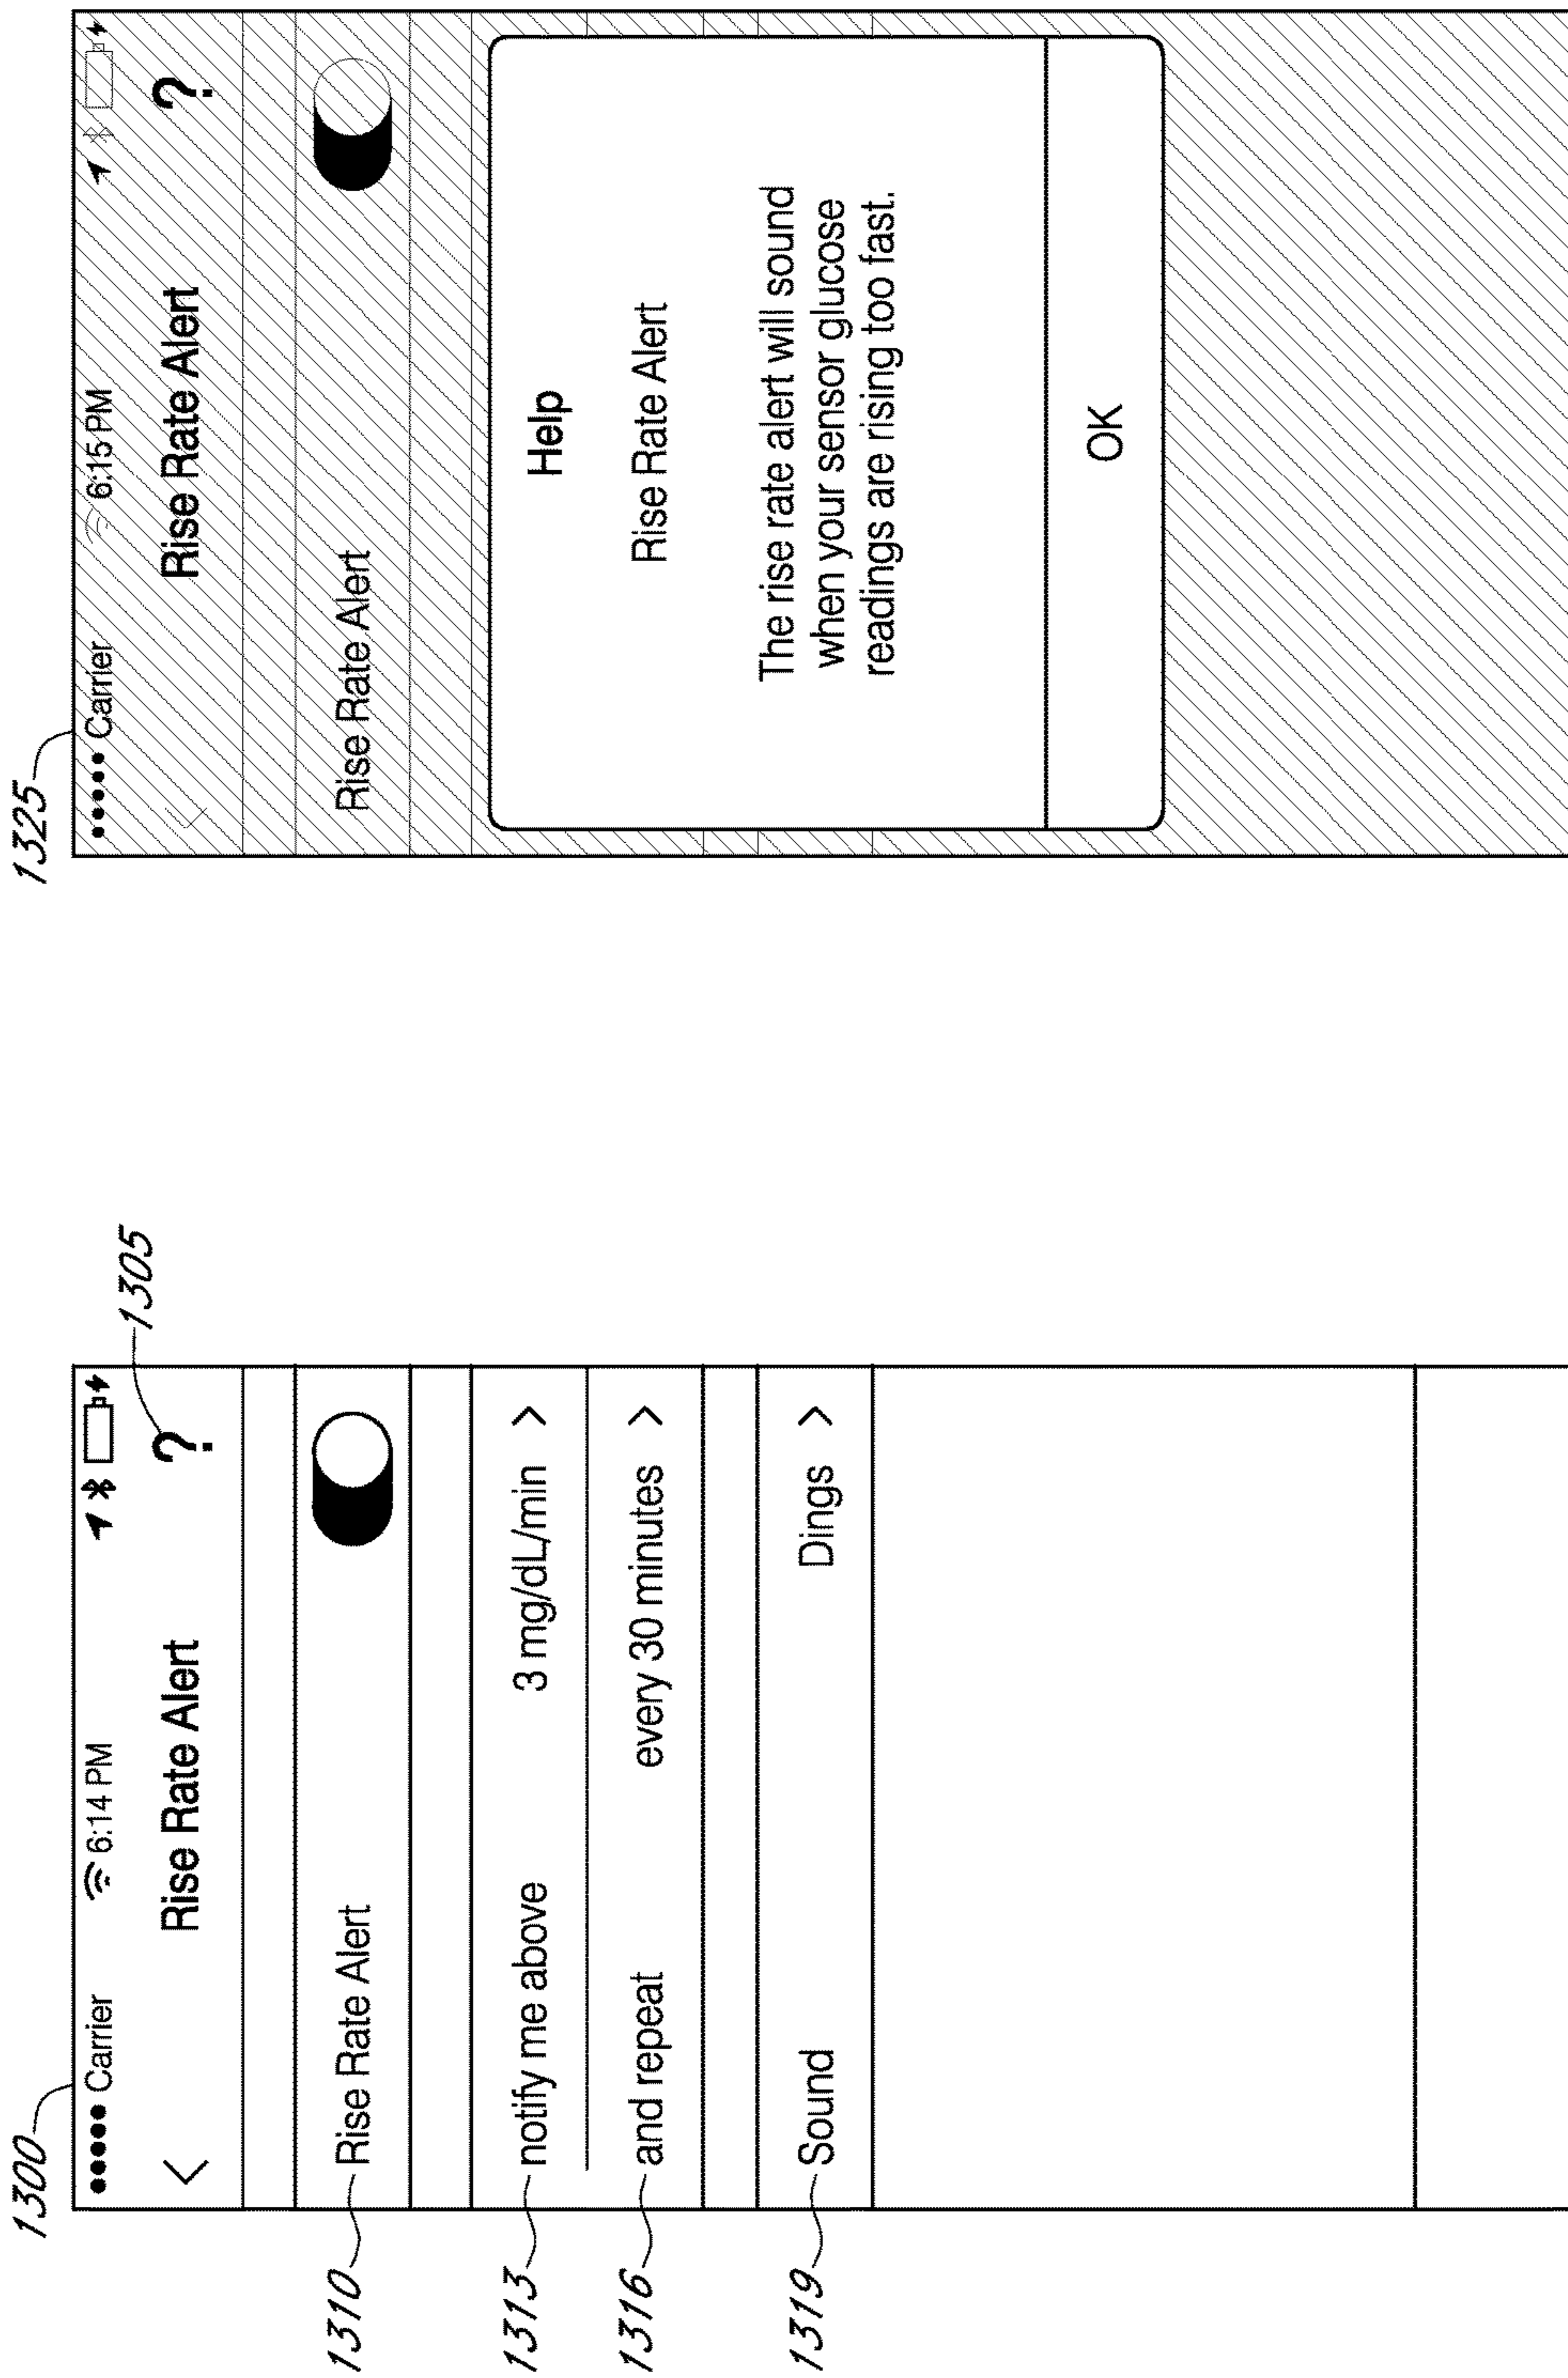 1300
Carrier 6:14 PM
< Rise Rate Alert ?
1305
1310 Rise Rate Alert
1313 notify me above 3 mg/dL/min >
1316 and repeat every 30 minutes >
1319 Sound Dings >
1325
Carrier 6:15 PM
< Rise Rate Alert ?
Rise Rate Alert
Help
Rise Rate Alert
The rise rate alert will sound
when your sensor glucose
readings are rising too fast.
OK